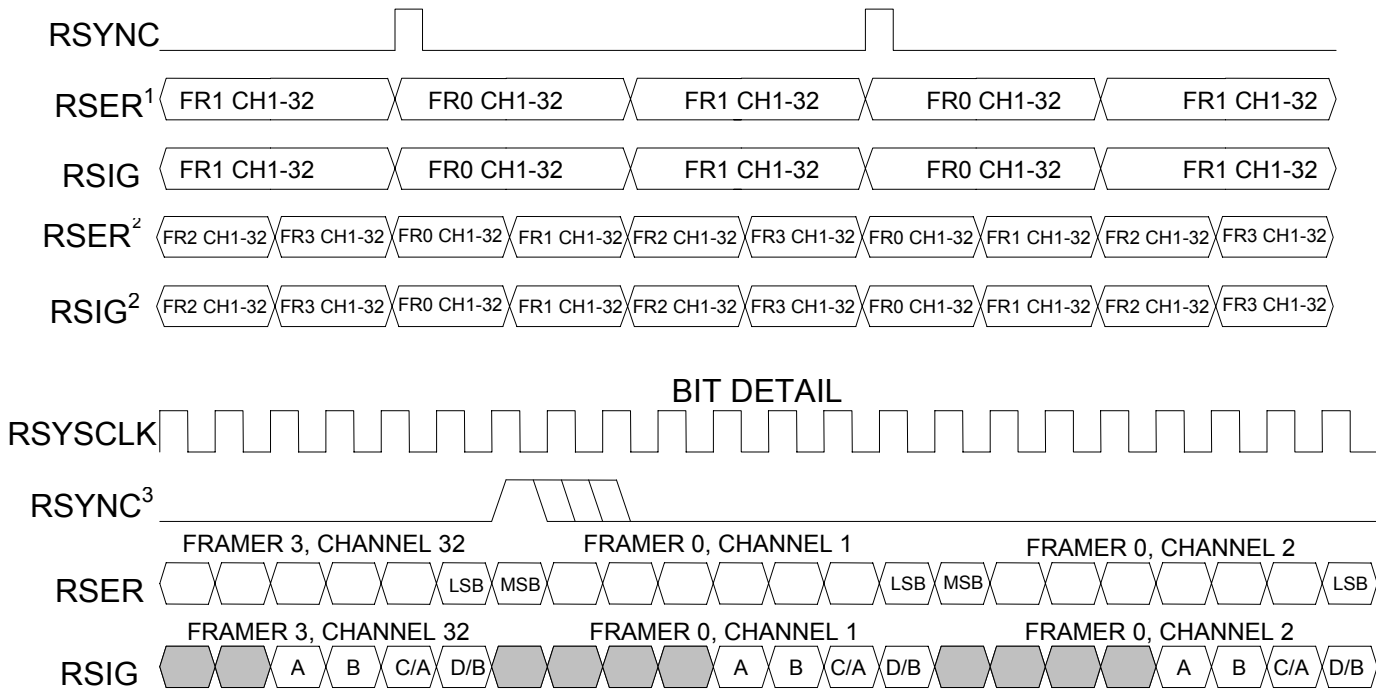 RSYNC
RSER¹ FR1 CH1-32 FR0 CH1-32 FR1 CH1-32 FR0 CH1-32 FR1 CH1-32
RSIG FR1 CH1-32 FR0 CH1-32 FR1 CH1-32 FR0 CH1-32 FR1 CH1-32
RSER² FR2 CH1-32 FR3 CH1-32 FR0 CH1-32 FR1 CH1-32 FR2 CH1-32 FR3 CH1-32 FR0 CH1-32 FR1 CH1-32 FR2 CH1-32 FR3 CH1-32
RSIG² FR2 CH1-32 FR3 CH1-32 FR0 CH1-32 FR1 CH1-32 FR2 CH1-32 FR3 CH1-32 FR0 CH1-32 FR1 CH1-32 FR2 CH1-32 FR3 CH1-32
BIT DETAIL
RSYSCLK
RSYNC³
FRAMER 3, CHANNEL 32 FRAMER 0, CHANNEL 1 FRAMER 0, CHANNEL 2
RSER LSB MSB LSB MSB LSB
FRAMER 3, CHANNEL 32 FRAMER 0, CHANNEL 1 FRAMER 0, CHANNEL 2
RSIG A B C/A D/B A B C/A D/B A B C/A D/B